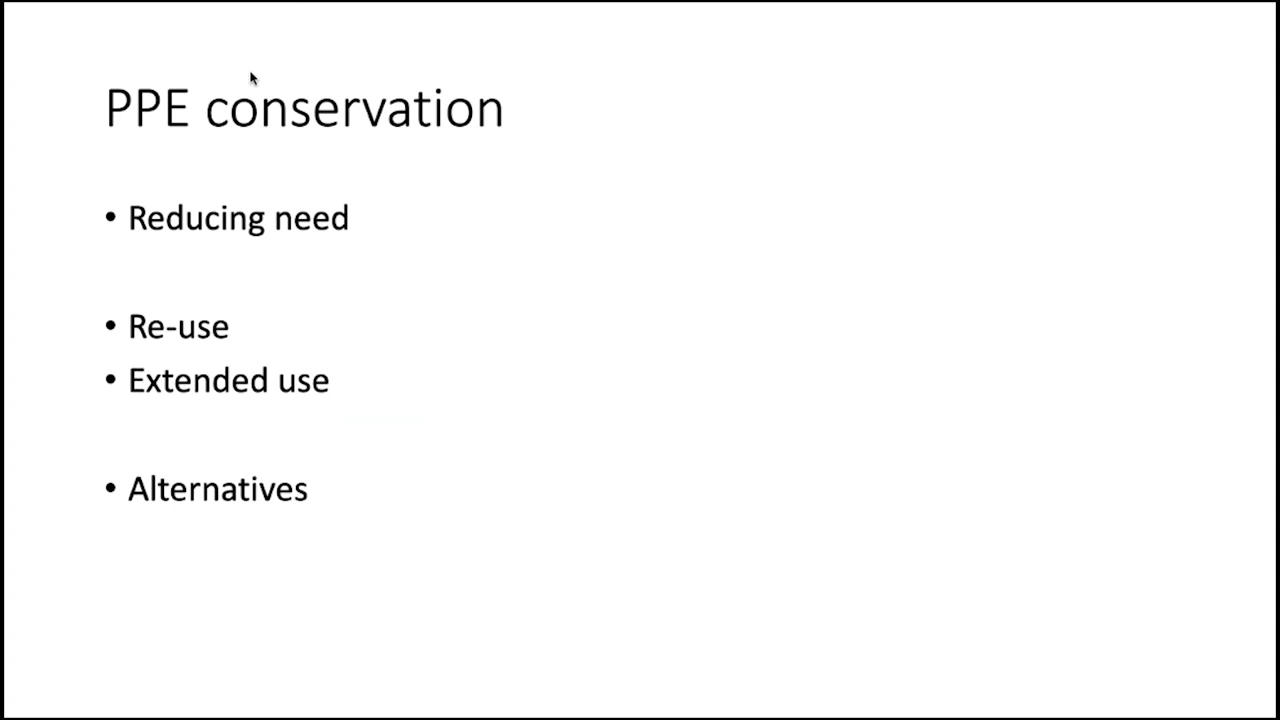 PPE conservation
• Reducing need
• Re-use
• Extended use
• Alternatives